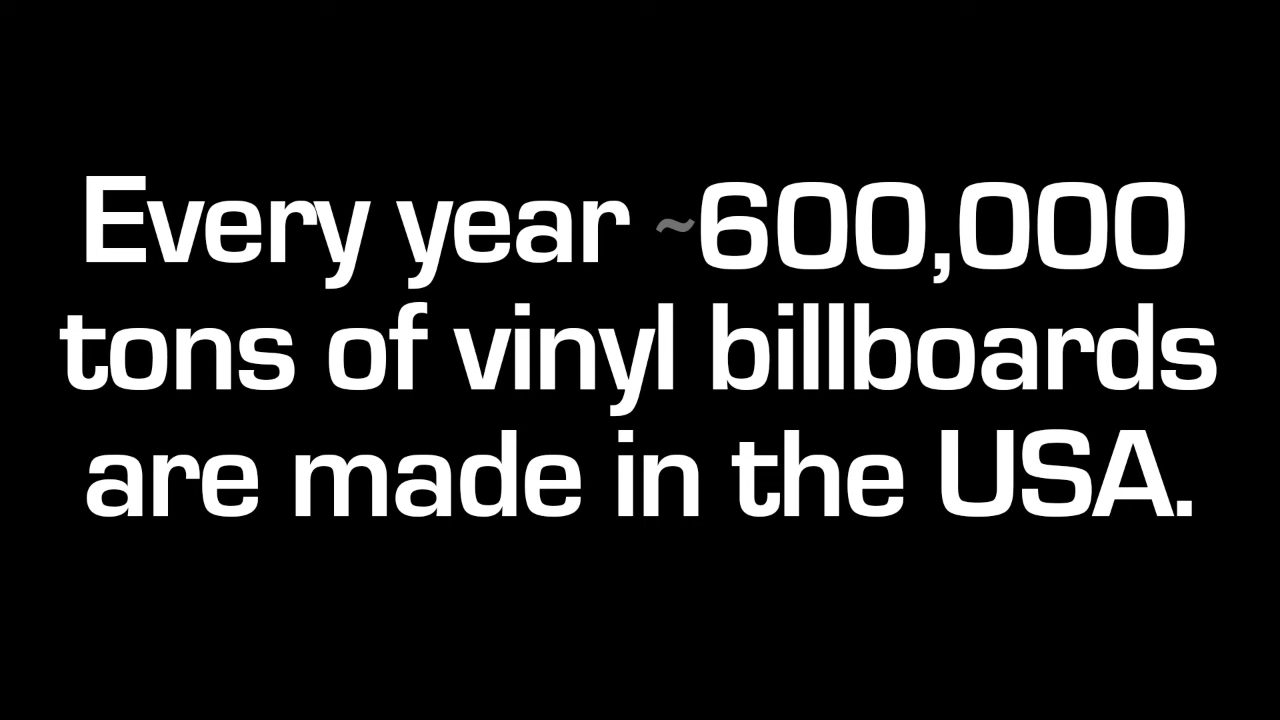 Every year ~600,000
tons of vinyl billboards
are made in the USA.